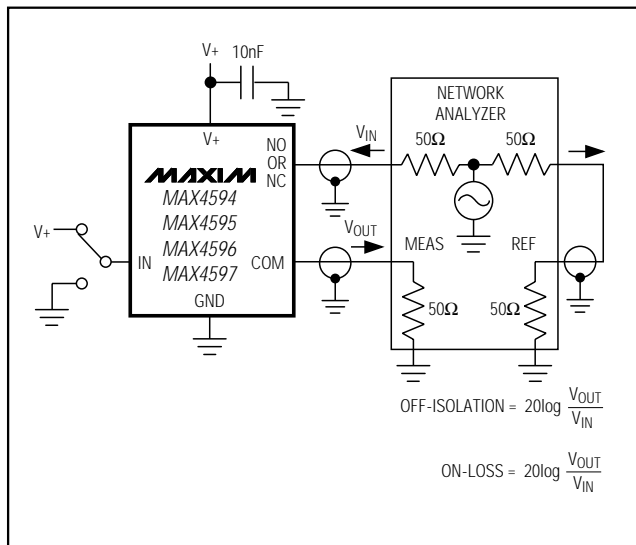 V+
10nF
V+
NO
OR
NC
MAXIM
MAX4594
MAX4595
MAX4596
MAX4597
V+
IN
COM
GND
VIN
VOUT
NETWORK
ANALYZER
50Ω
50Ω
MEAS
REF
50Ω
50Ω
OFF-ISOLATION = 20log VOUT
VIN
ON-LOSS = 20log VOUT
VIN